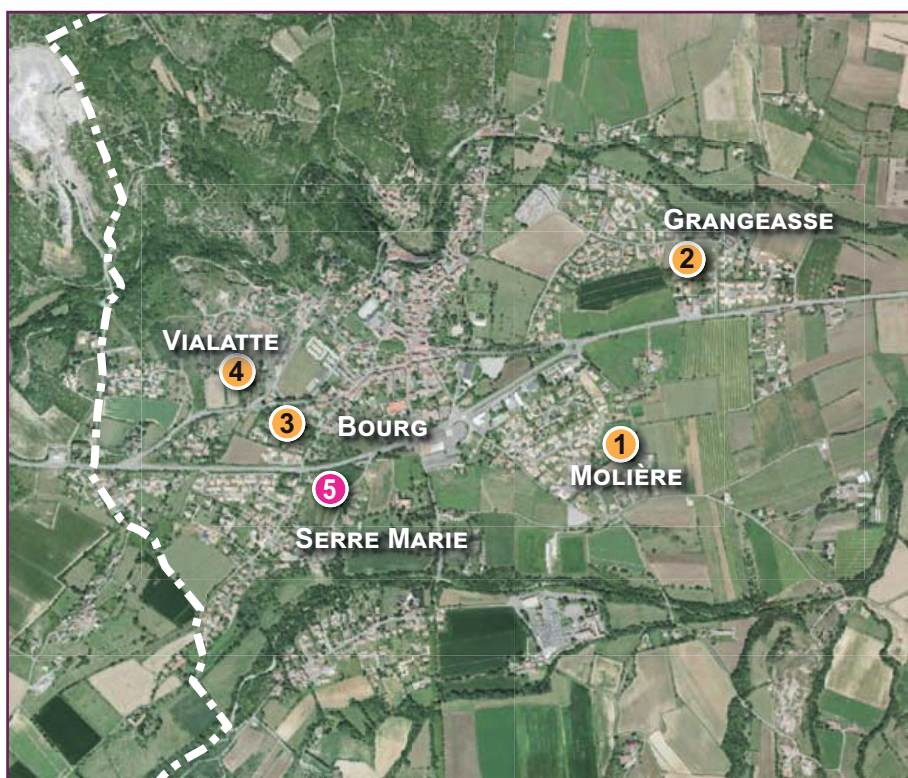 GRANGEASSE
2
VIALATTE
4
3
BOURG
1
MOLIÈRE
5
SERRE MARIE